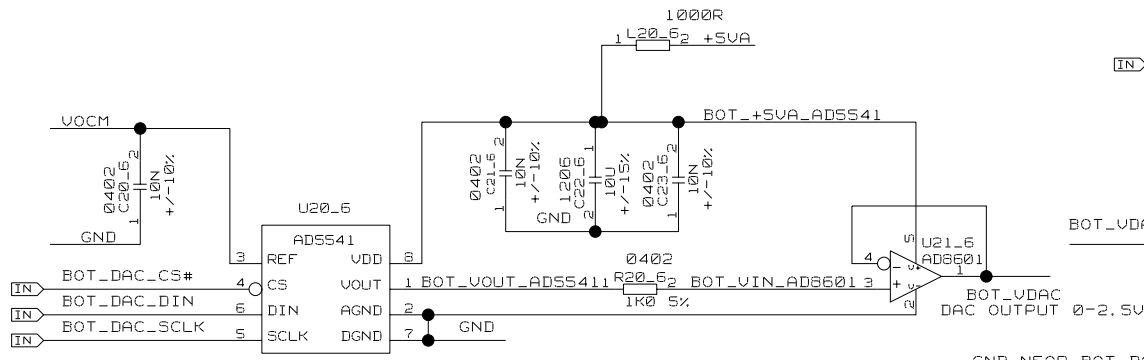 1000R
1 L20_6 2 +5VA
IN
VOCM
BOT_+5VA_AD5541
2
0402
C20_6
10N
+/-10%
1
2
0402
C21_6
10N
+/-10%
1
1
1206
C22_6
10U
+/-15%
2
2
0402
C23_6
10N
+/-10%
1
GND
GND
U20_6
AD5541
3 REF VDD 8
IN BOT_DAC_CS# 4 CS VOUT 1 BOT_VOUT_AD5541
0402
1 R20_6 2
1K0 5%
BOT_VIN_AD8601 3
IN BOT_DAC_DIN 6 DIN AGND 2
IN BOT_DAC_SCLK 5 SCLK DGND 7
GND
5
U21_6
AD8601
4 - V+
+ V-
1
2
BOT_VDAC
DAC OUTPUT 0-2.5V
BOT_VDA
GND NEAR BOT_DA